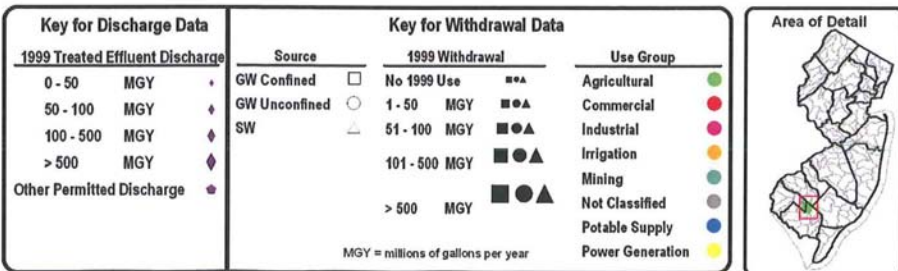 Key for Discharge Data
1999 Treated Effluent Discharge
0 - 50 MGY
50 - 100 MGY
100 - 500 MGY
> 500 MGY
Other Permitted Discharge
Key for Withdrawal Data
Source
GW Confined
GW Unconfined
SW
1999 Withdrawal
No 1999 Use
1 - 50 MGY
51 - 100 MGY
101 - 500 MGY
> 500 MGY
Use Group
Agricultural
Commercial
Industrial
Irrigation
Mining
Not Classified
Potable Supply
Power Generation
MGY = millions of gallons per year
Area of Detail